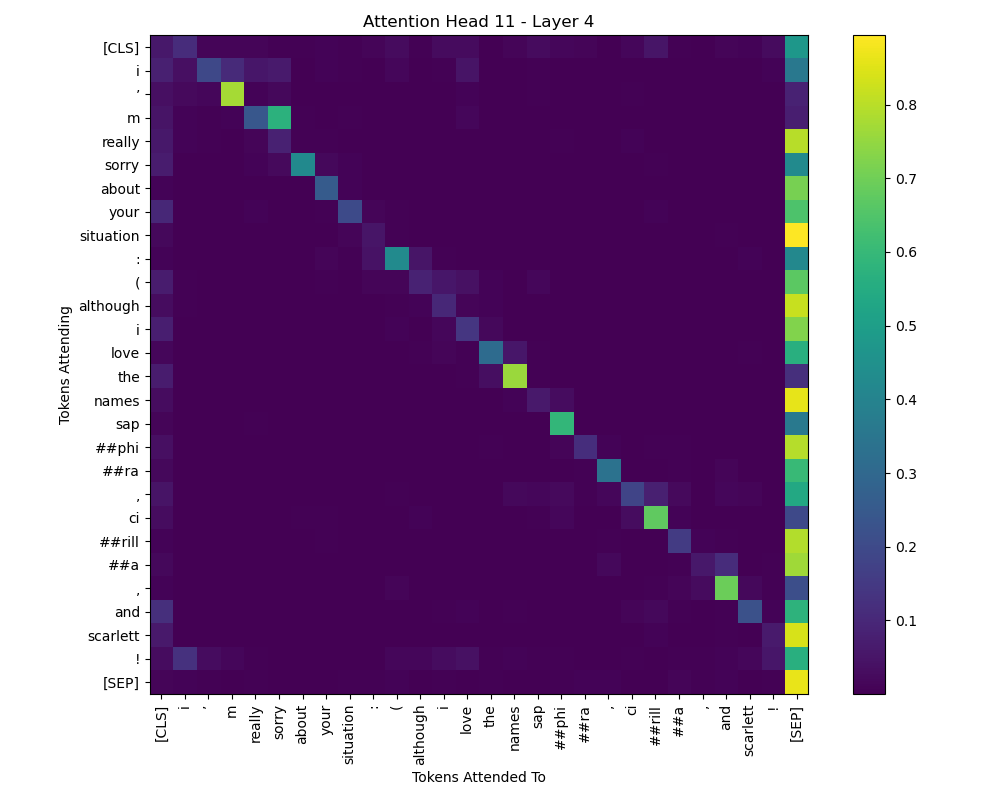 Attention Head 11 - Layer 4
Tokens Attending
[CLS]
i
'
m
really
sorry
about
your
situation
:
(
although
i
love
the
names
sap
##phi
##ra
,
ci
##rill
##a
,
and
scarlett
!
[SEP]
[CLS]
i
'
m
really
sorry
about
your
situation
:
(
although
i
love
the
names
sap
##phi
##ra
,
ci
##rill
##a
,
and
scarlett
!
[SEP]
Tokens Attended To
0.8
0.7
0.6
0.5
0.4
0.3
0.2
0.1